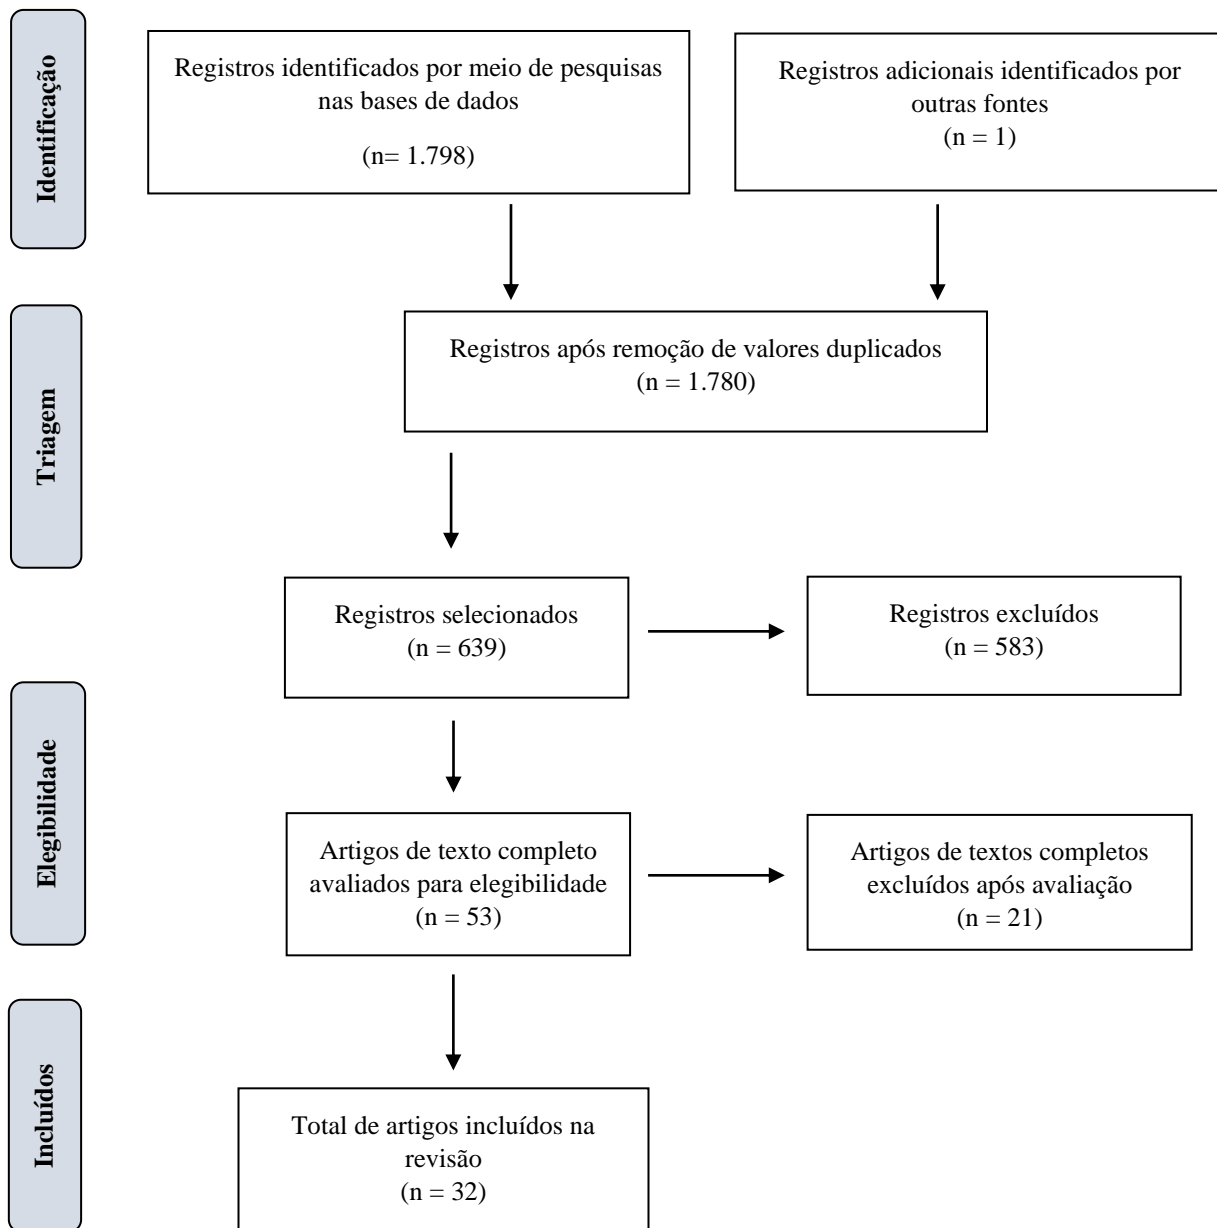 Identificação
Registros identificados por meio de pesquisas
nas bases de dados
(n= 1.798)
Registros adicionais identificados por
outras fontes
(n = 1)
Triagem
Registros após remoção de valores duplicados
(n = 1.780)
Registros selecionados
(n = 639)
Registros excluídos
(n = 583)
Elegibilidade
Artigos de texto completo
avaliados para elegibilidade
(n = 53)
Artigos de textos completos
excluídos após avaliação
(n = 21)
Incluídos
Total de artigos incluídos na
revisão
(n = 32)